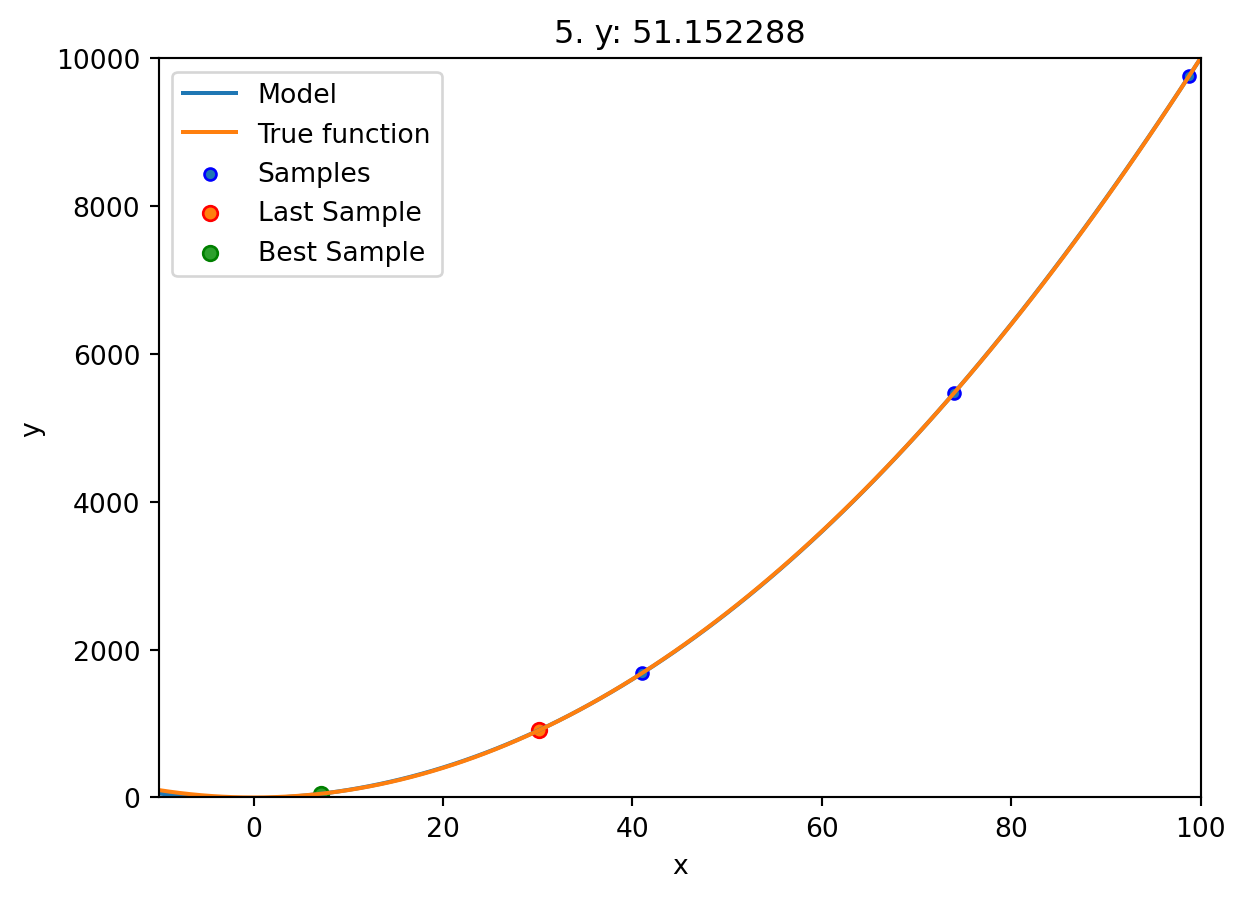 5. y: 51.152288
10000
8000
6000
4000
2000
0
y
Model
True function
Samples
Last Sample
Best Sample
0 20 40 60 80 100
x